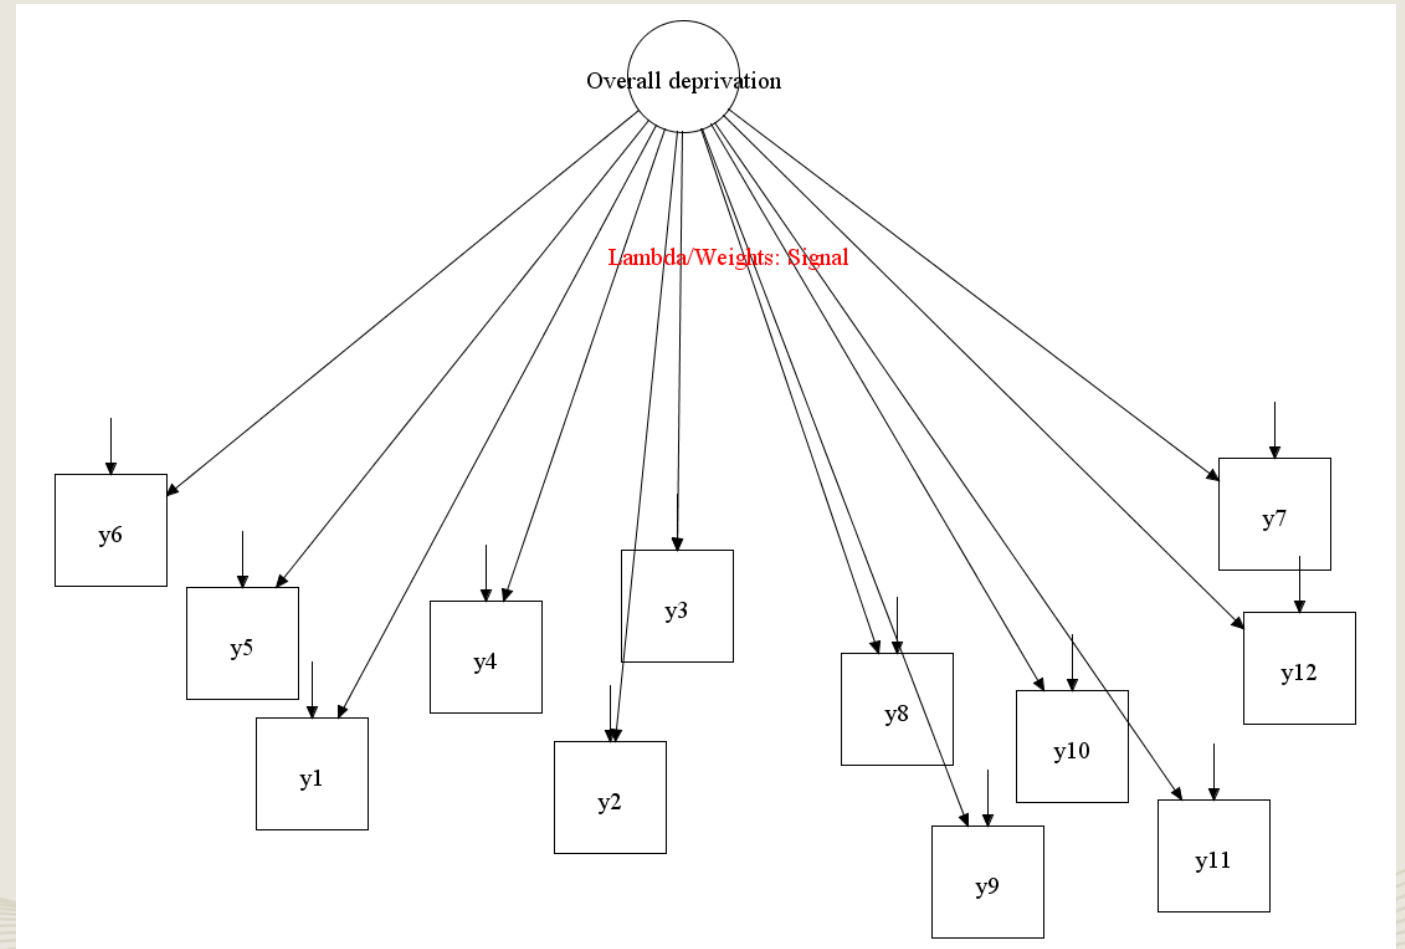 Overall deprivation
Lambda/Weights: Signal
y6
y7
y3
y5
y4
y12
y8
y10
y1
y2
y11
y9